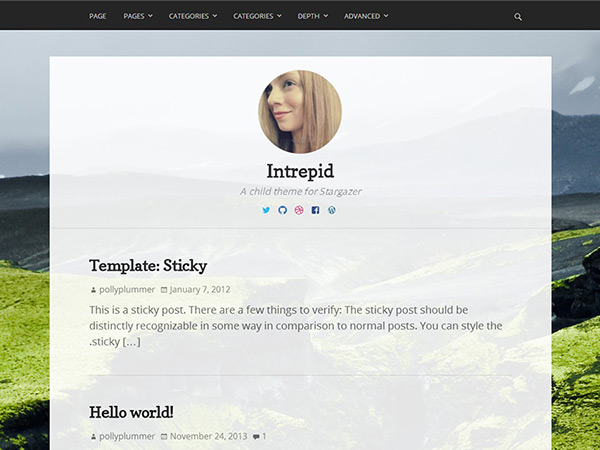 PAGE PAGES CATEGORIES CATEGORIES DEPTH ADVANCED
Intrepid
A child theme for Stargazer
Template: Sticky
pollyplummer January 7, 2012
This is a sticky post. There are a few things to verify: The sticky post should be
distinctly recognizable in some way in comparison to normal posts. You can style the
.sticky […]
Hello world!
pollyplummer November 24, 2013 1